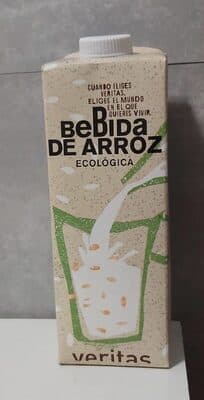 CUANDO ELIGES
VERITAS,
ELIGES EL MUNDO
EN EL QUE
QUIERES VIVIR.
BeBida
DE ARROZ
ECOLÓGICA
veritas